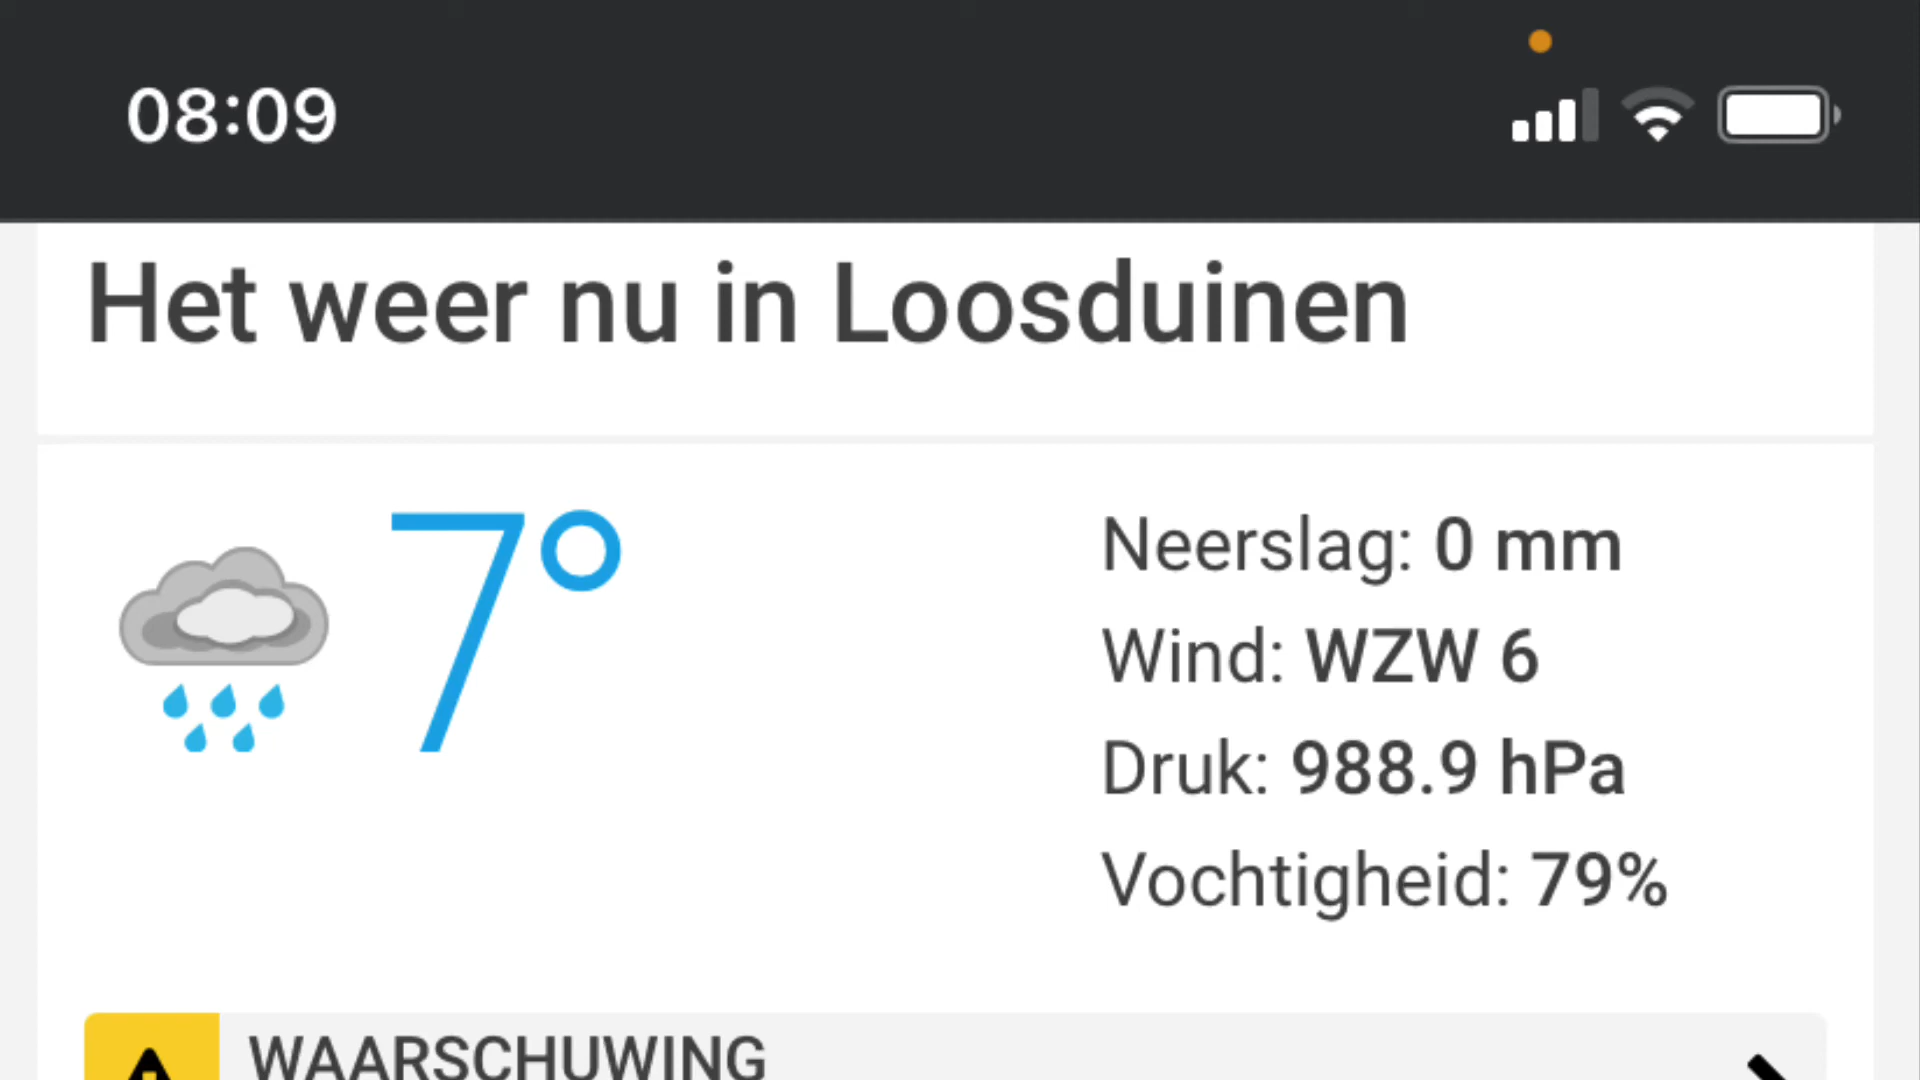 08:09
Het weer nu in Loosduinen
7°
Neerslag: 0 mm
Wind: WZW 6
Druk: 988.9 hPa
Vochtigheid: 79%
WAARSCHUWING